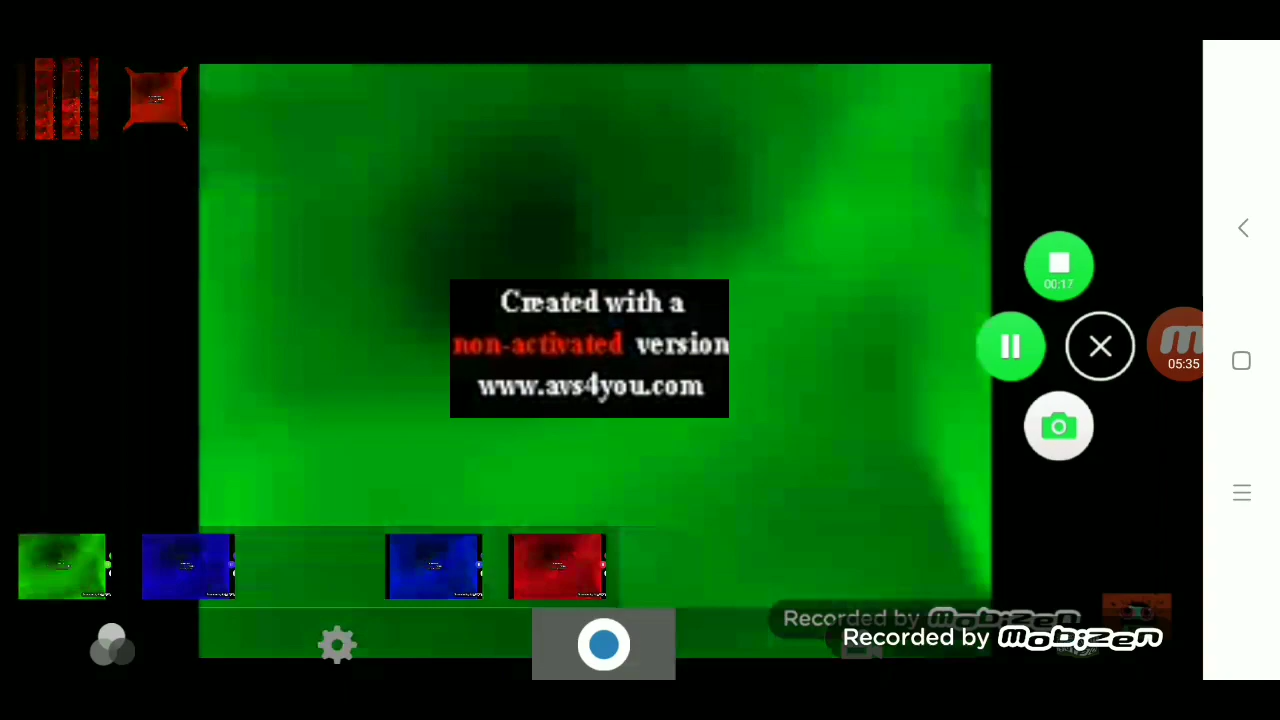 Created with a
non-activated version
www.avs4you.com
00:17
05:35
Recorded by mobizen
Recorded by mobizen